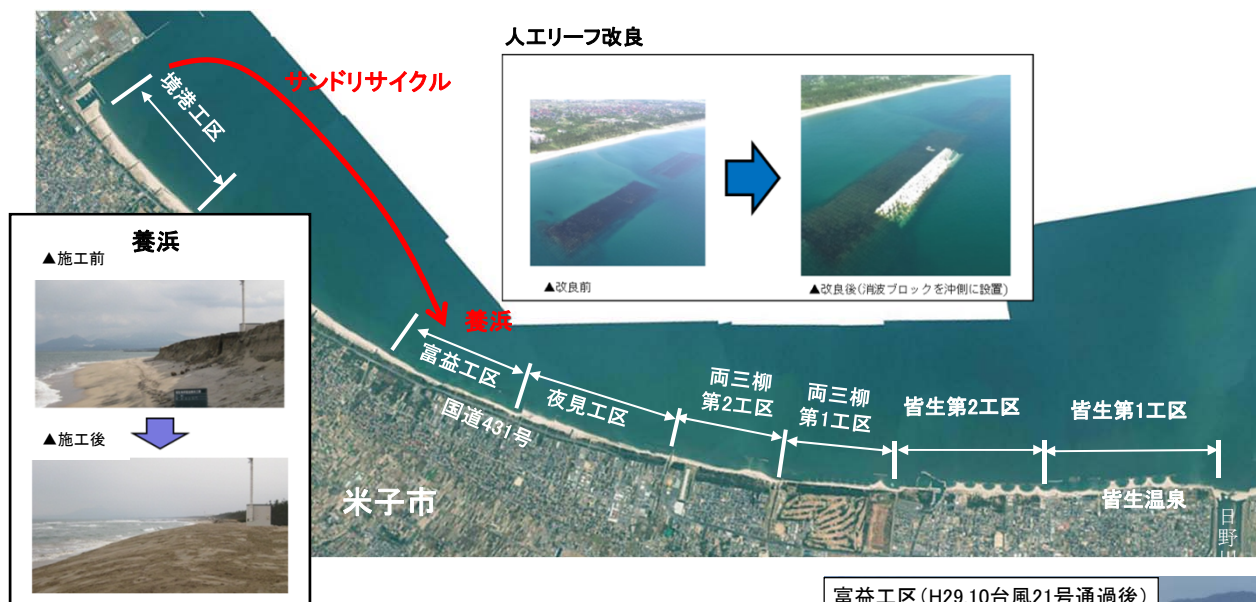 人工リーフ改良
サンドリサイクル
境港工区
▲改良前
▲改良後(消波ブロックを沖側に設置)
養浜
▲施工前
▲施工後
養浜
富益工区
夜見工区
両三柳
第2工区
両三柳
第1工区
皆生第2工区
皆生第1工区
国道431号
米子市
皆生温泉
日野
富益工区(H29.10台風21号通過後)